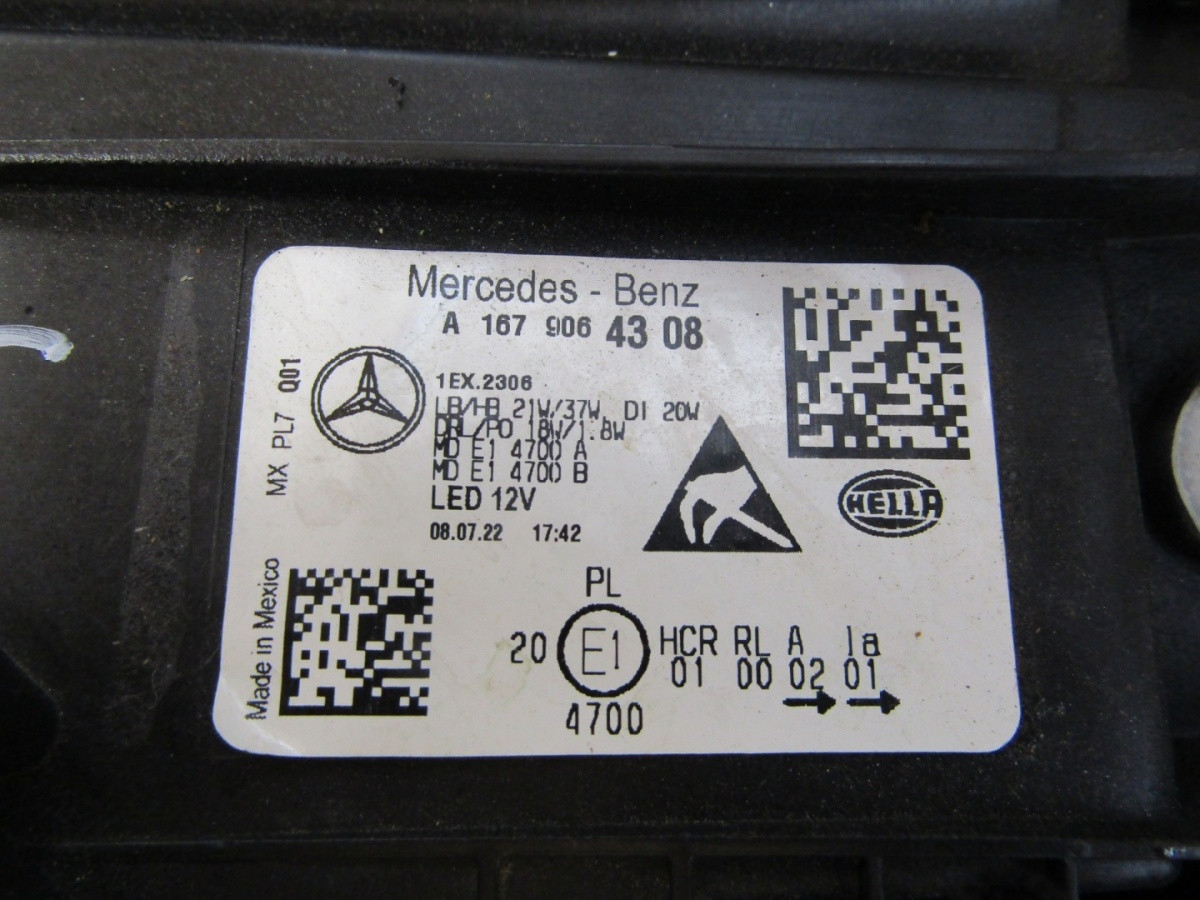 Mercedes - Benz
A 167 906 43 08
MX PL7 Q01
1EX.2306
LB/HB 21W/37W, DI 20W
DRL/PO 18W/1.8W
MD E1 4700 A
MD E1 4700 B
LED 12V
08.07.22 17:42
HELLA
Made in Mexico
PL
20 E1 HCR RL A Ia
01 00 02 01
4700